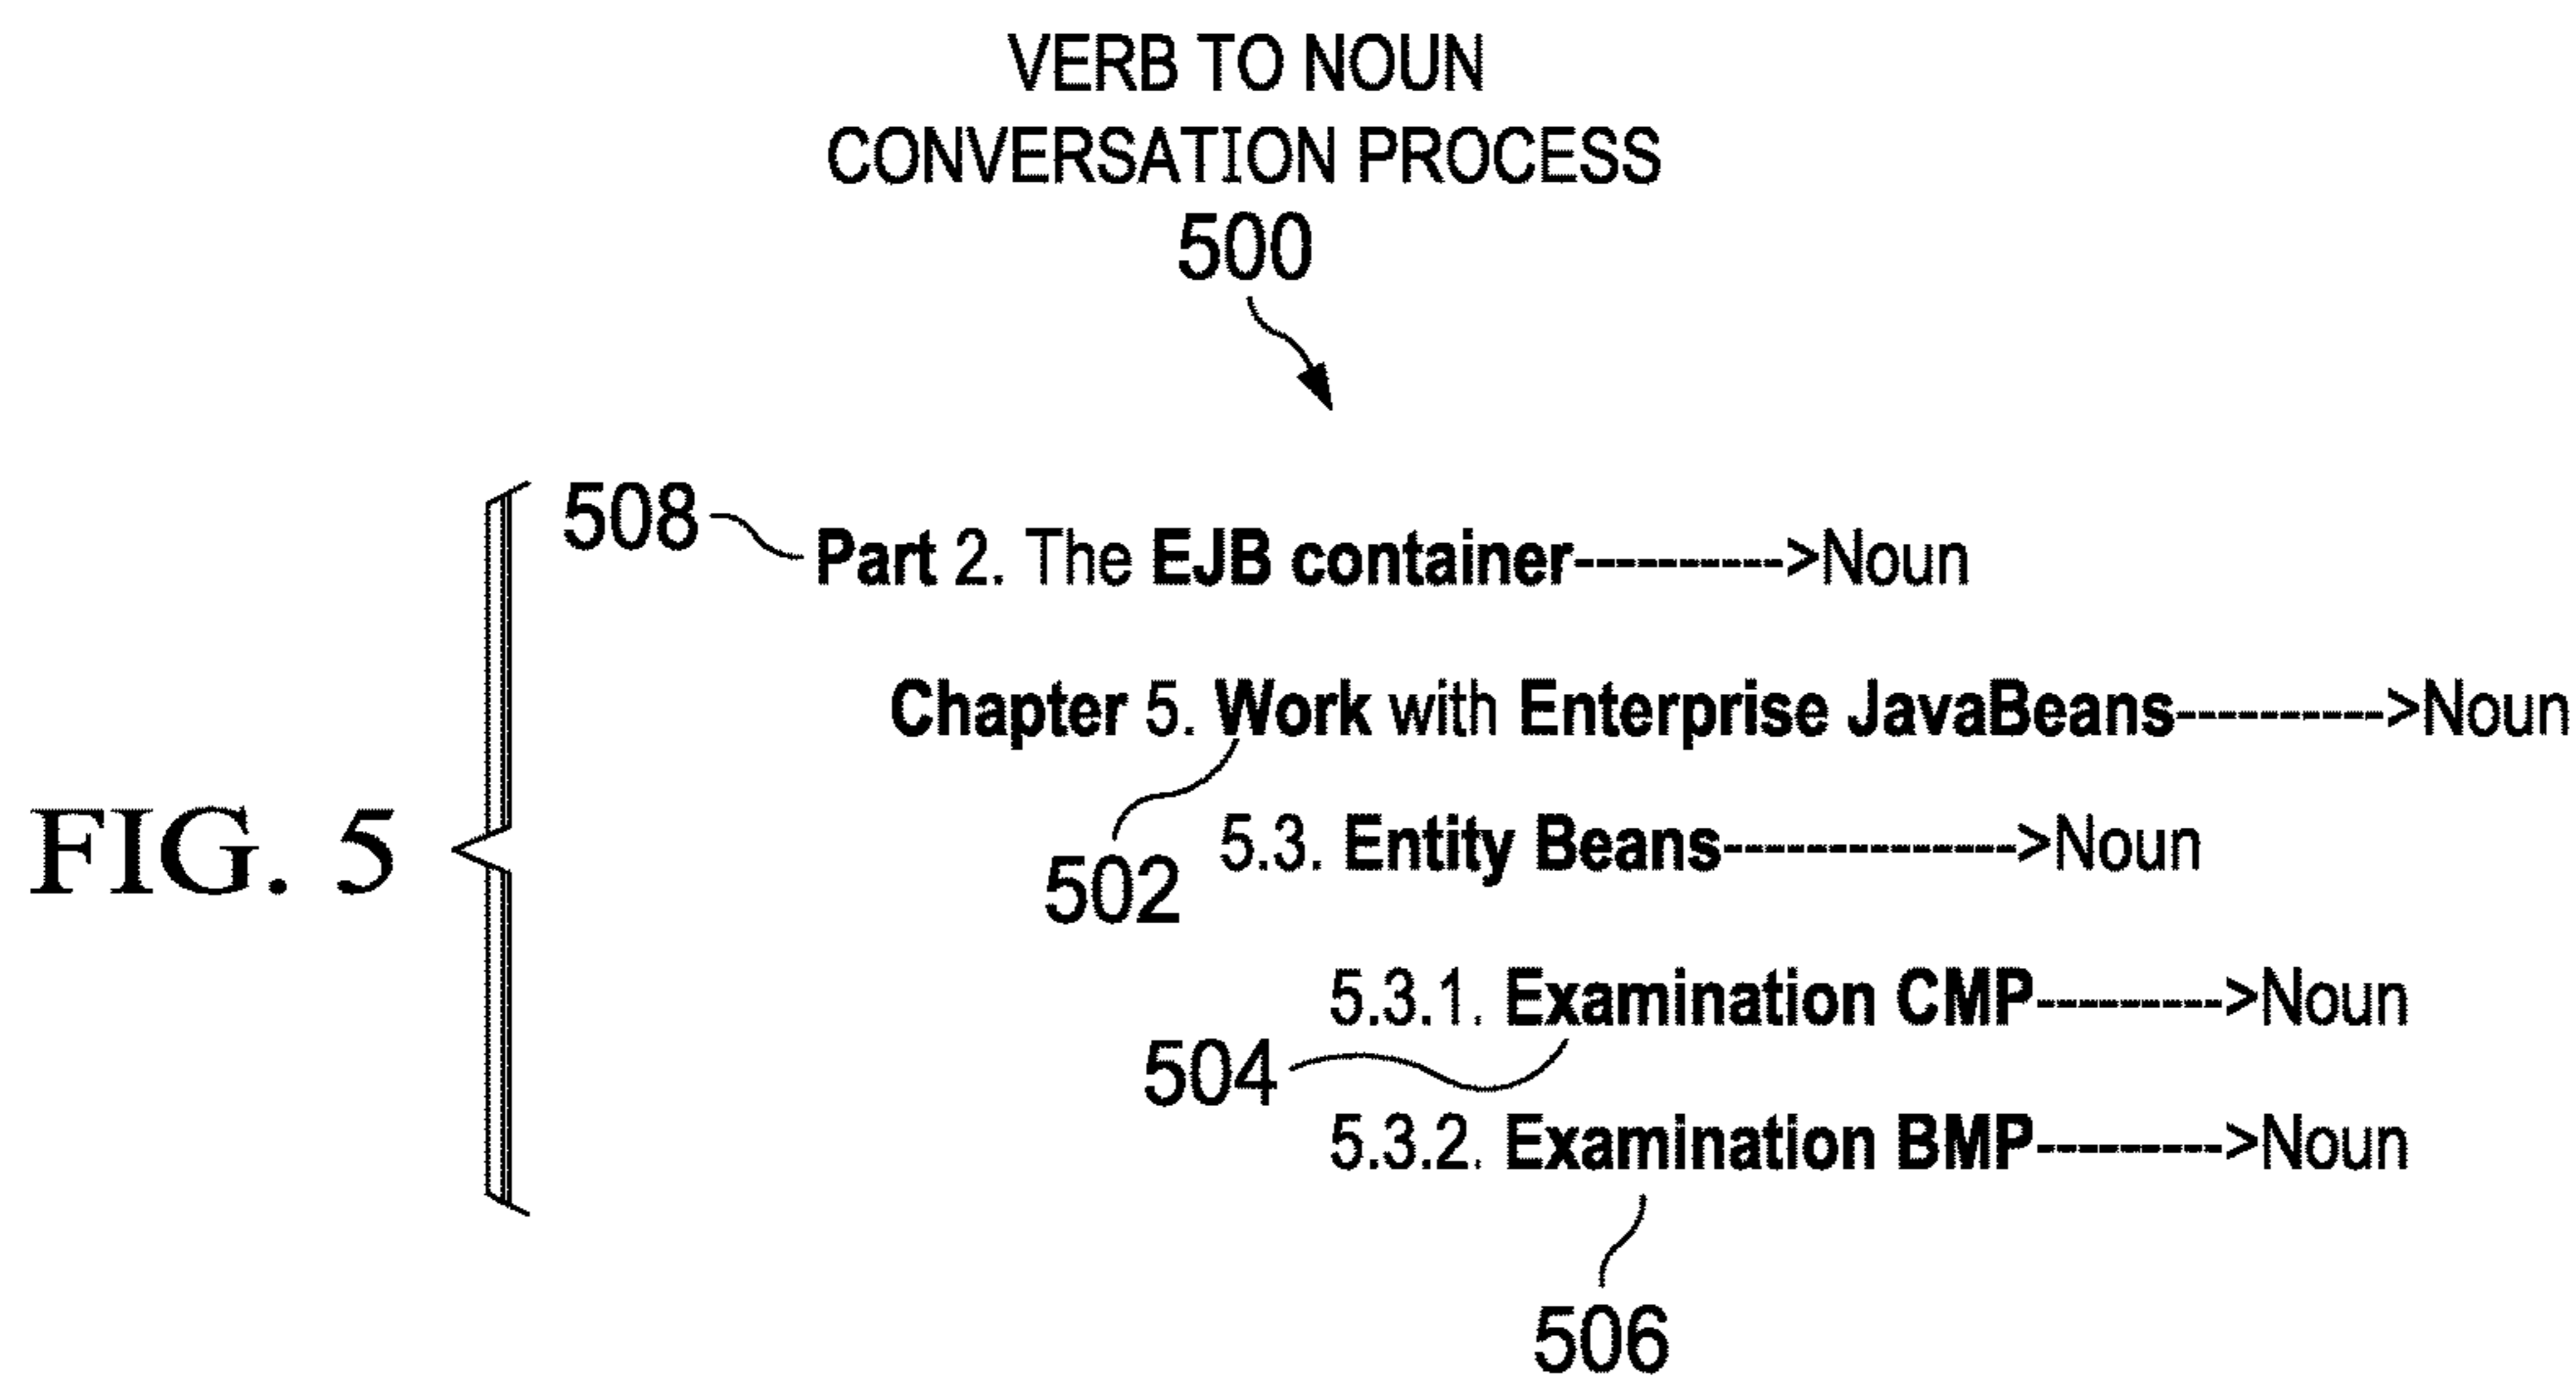 VERB TO NOUN
CONVERSATION PROCESS
500
508
Part 2. The EJB container---------->Noun
Chapter 5. Work with Enterprise JavaBeans---------->Noun
502
FIG. 5
5.3. Entity Beans-------------->Noun
5.3.1. Examination CMP--------->Noun
504
5.3.2. Examination BMP--------->Noun
506